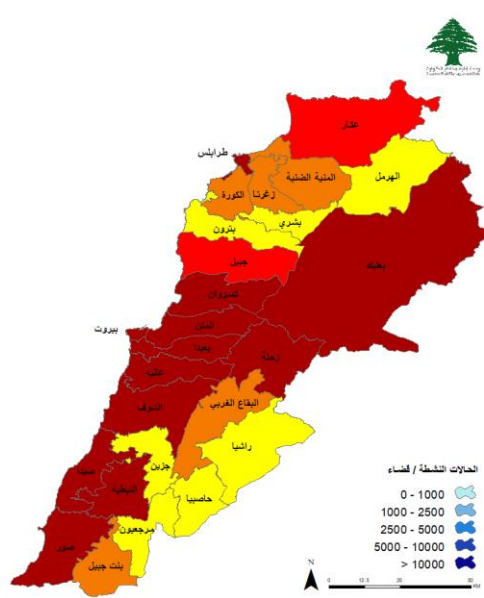 عكار
طرابلس
المنية الضنية
الهرمل
زغرتا
الكورة
بشري
بترون
جبيل
بعلبك
كسروان
المتن
بيروت
بعبدا
زحلة
عاليه
الشوف
البقاع الغربي
راشيا
جزين
صيدا
النبطية
حاصبيا
مرجعيون
صور
بنت جبيل
الحالات النشطة / قضاء
0 - 1000
1000 - 2500
2500 - 5000
5000 - 10000
> 10000
N
0 12.5 20 30
KM